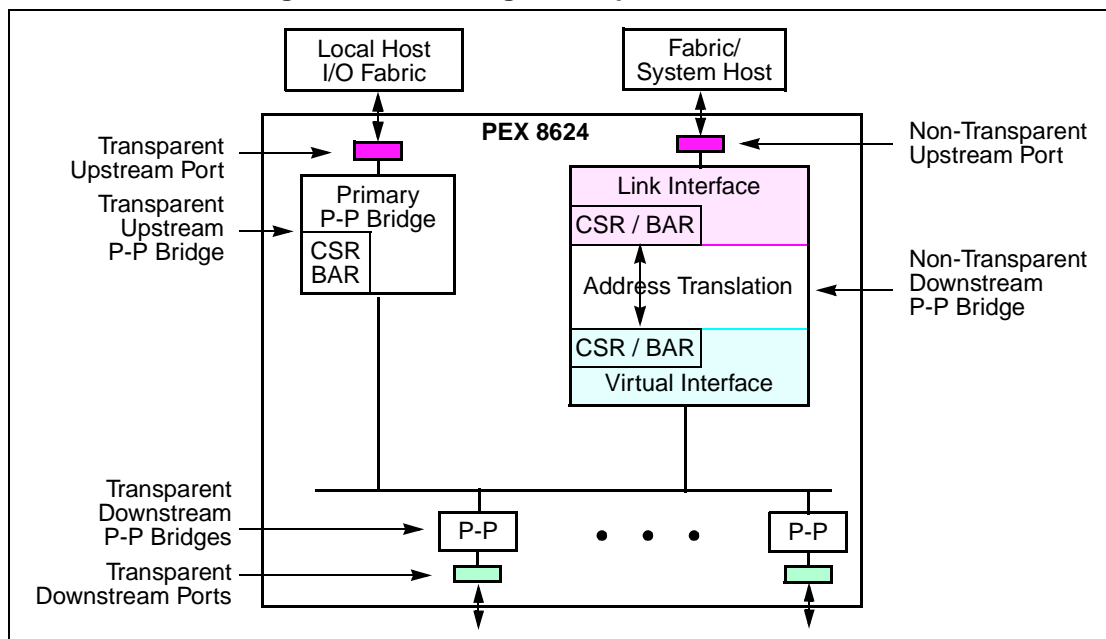 Local Host
I/O Fabric
Fabric/
System Host
PEX 8624
Transparent
Upstream Port
Non-Transparent
Upstream Port
Transparent
Upstream
P-P Bridge
Primary
P-P Bridge
CSR
BAR
Link Interface
CSR / BAR
Address Translation
CSR / BAR
Virtual Interface
Non-Transparent
Downstream
P-P Bridge
Transparent
Downstream
P-P Bridges
P-P
P-P
Transparent
Downstream Ports